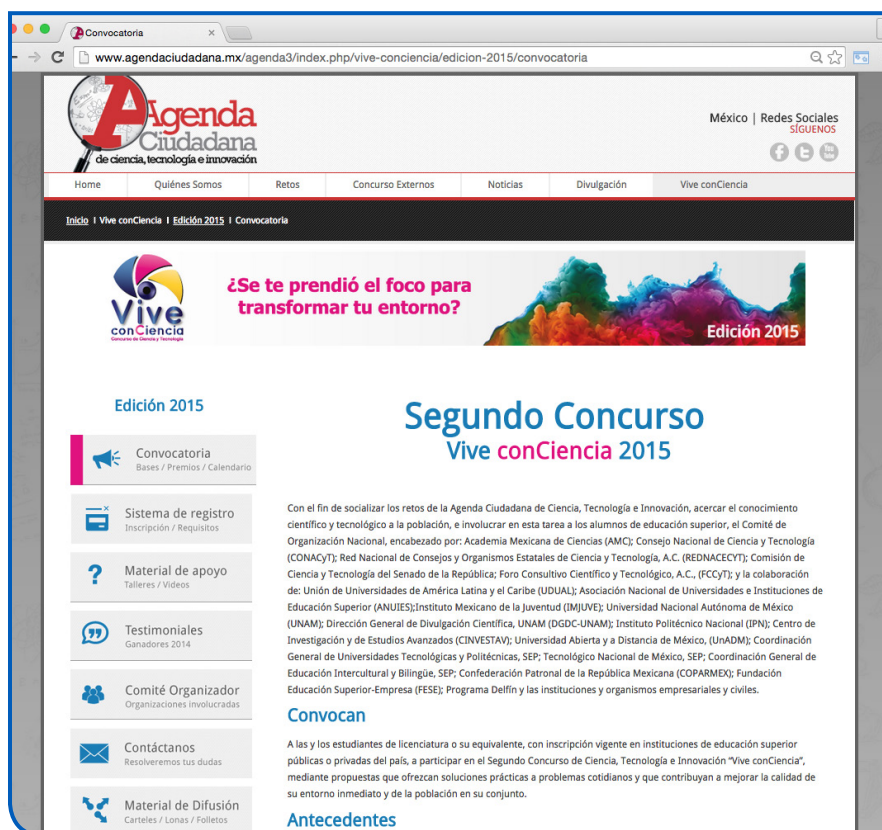 Convocatoria
www.agendaciudadana.mx/agenda3/index.php/vive-conciencia/edicion-2015/convocatoria
Agenda
Ciudadana
de ciencia, tecnología e innovación
México | Redes Sociales
SÍGUENOS
Home Quiénes Somos Retos Concurso Externos Noticias Divulgación Vive conCiencia
Inicio I Vive conCiencia I Edición 2015 I Convocatoria
Vive
conCiencia
Concurso de Ciencia y Tecnología
¿Se te prendió el foco para
transformar tu entorno?
Edición 2015
Edición 2015
Convocatoria
Bases / Premios / Calendario
Sistema de registro
Inscripción / Requisitos
Material de apoyo
Talleres / Videos
Testimoniales
Ganadores 2014
Comité Organizador
Organizaciones involucradas
Contáctanos
Resolveremos tus dudas
Material de Difusión
Carteles / Lonas / Folletos
Segundo Concurso
Vive conCiencia 2015
Con el fin de socializar los retos de la Agenda Ciudadana de Ciencia, Tecnología e Innovación, acercar el conocimiento
científico y tecnológico a la población, e involucrar en esta tarea a los alumnos de educación superior, el Comité de
Organización Nacional, encabezado por: Academia Mexicana de Ciencias (AMC); Consejo Nacional de Ciencia y Tecnología
(CONACyT); Red Nacional de Consejos y Organismos Estatales de Ciencia y Tecnología, A.C. (REDNACECYT); Comisión de
Ciencia y Tecnología del Senado de la República; Foro Consultivo Científico y Tecnológico, A.C., (FCCyT); y la colaboración
de: Unión de Universidades de América Latina y el Caribe (UDUAL); Asociación Nacional de Universidades e Instituciones de
Educación Superior (ANUIES);Instituto Mexicano de la Juventud (IMJUVE); Universidad Nacional Autónoma de México
(UNAM); Dirección General de Divulgación Científica, UNAM (DGDC-UNAM); Instituto Politécnico Nacional (IPN); Centro de
Investigación y de Estudios Avanzados (CINVESTAV); Universidad Abierta y a Distancia de México, (UnADM); Coordinación
General de Universidades Tecnológicas y Politécnicas, SEP; Tecnológico Nacional de México, SEP; Coordinación General de
Educación Intercultural y Bilingüe, SEP; Confederación Patronal de la República Mexicana (COPARMEX); Fundación
Educación Superior-Empresa (FESE); Programa Delfín y las instituciones y organismos empresariales y civiles.
Convocan
A las y los estudiantes de licenciatura o su equivalente, con inscripción vigente en instituciones de educación superior
públicas o privadas del país, a participar en el Segundo Concurso de Ciencia, Tecnología e Innovación "Vive conCiencia",
mediante propuestas que ofrezcan soluciones prácticas a problemas cotidianos y que contribuyan a mejorar la calidad de
su entorno inmediato y de la población en su conjunto.
Antecedentes